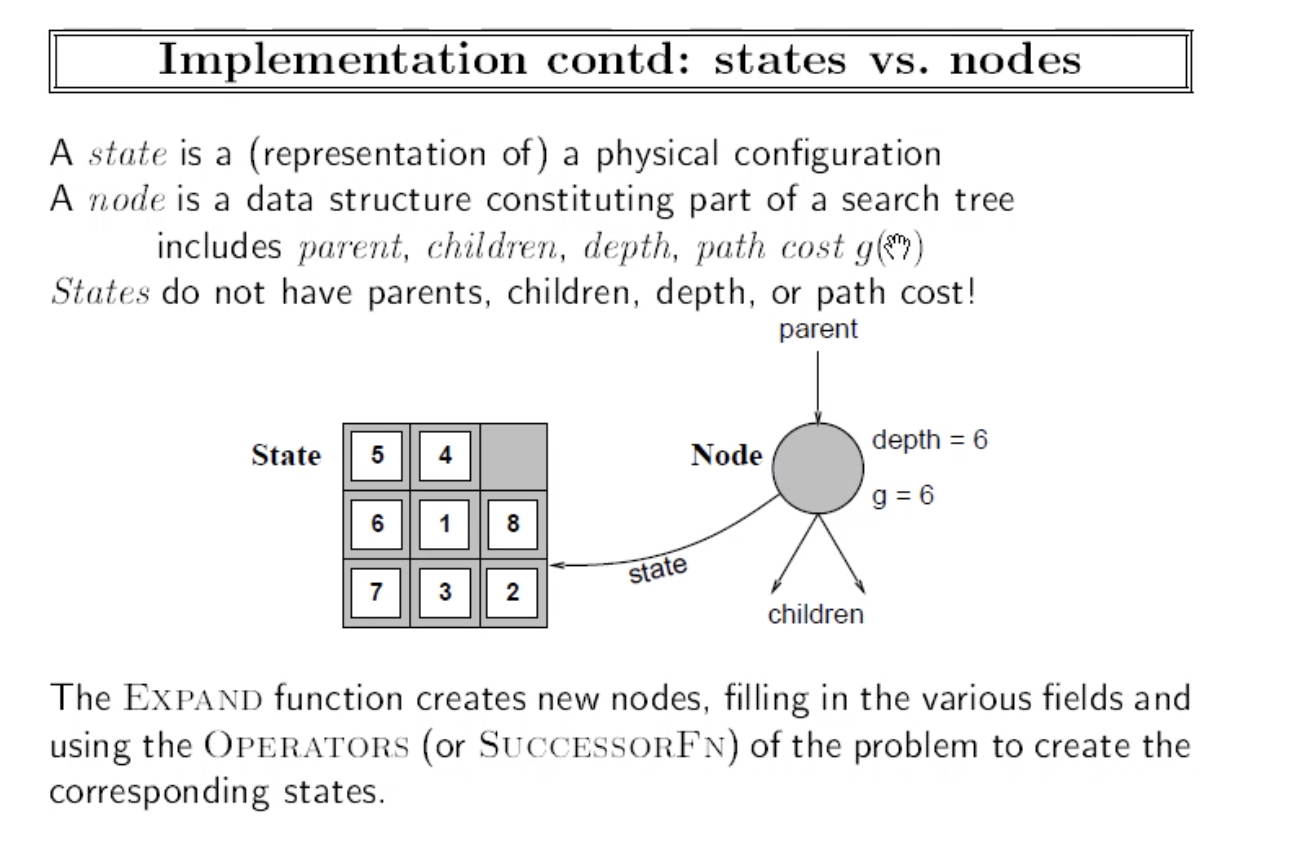 Implementation contd: states vs. nodes
A state is a (representation of) a physical configuration
A node is a data structure constituting part of a search tree
includes parent, children, depth, path cost g( )
States do not have parents, children, depth, or path cost!
parent
State
5 4
6 1 8
7 3 2
Node
depth = 6
g = 6
state
children
The EXPAND function creates new nodes, filling in the various fields and
using the OPERATORS (or SUCCESSORFN) of the problem to create the
corresponding states.